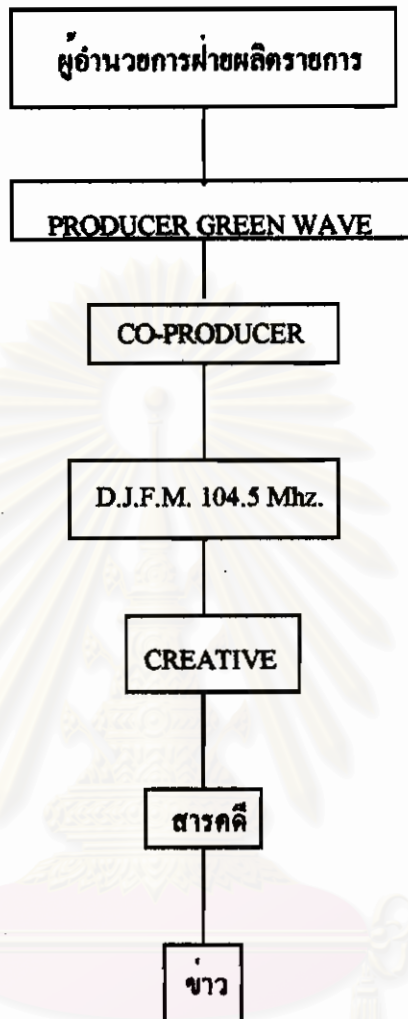 ผู้อำนวยการฝ่ายผลิตรายการ
PRODUCER GREEN WAVE
CO-PRODUCER
D.J.F.M. 104.5 Mhz.
CREATIVE
สารคดี
ข่าว